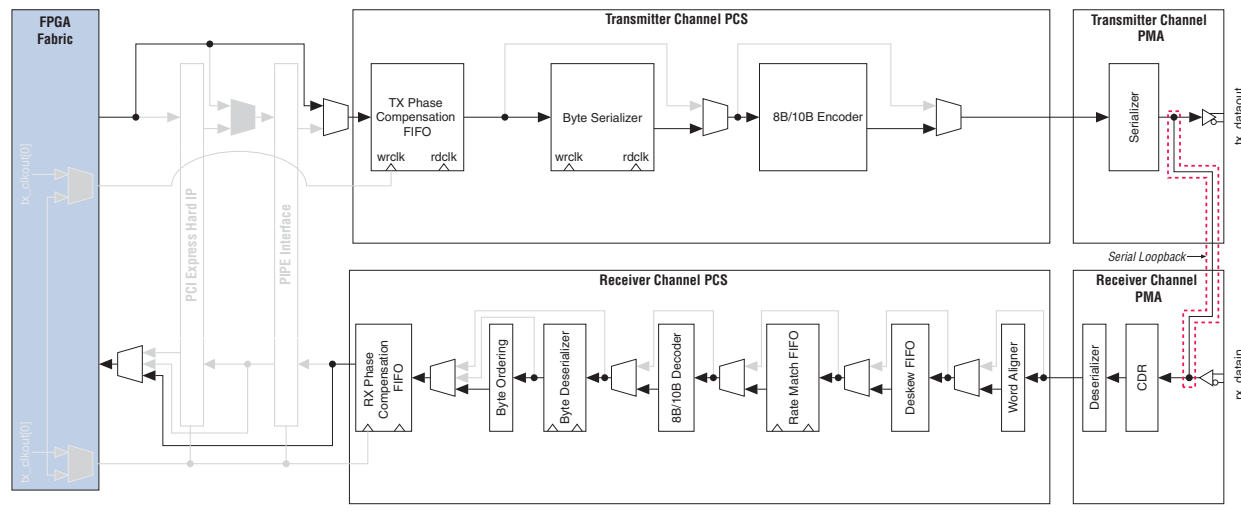 FPGA
Fabric
Transmitter Channel PCS
Transmitter Channel
PMA
TX Phase
Compensation
FIFO
wrclk
rdclk
Byte Serializer
wrclk
rdclk
8B/10B Encoder
Serializer
tx_dataout
tx_clkout[0]
PCI Express Hard IP
PIPE Interface
Serial Loopback
Receiver Channel PCS
Receiver Channel
PMA
RX Phase
Compensation
FIFO
Byte Ordering
Byte Deserializer
8B/10B Decoder
Rate Match FIFO
Deskew FIFO
Word Aligner
Deserializer
CDR
rx_datain
tx_clkout[0]